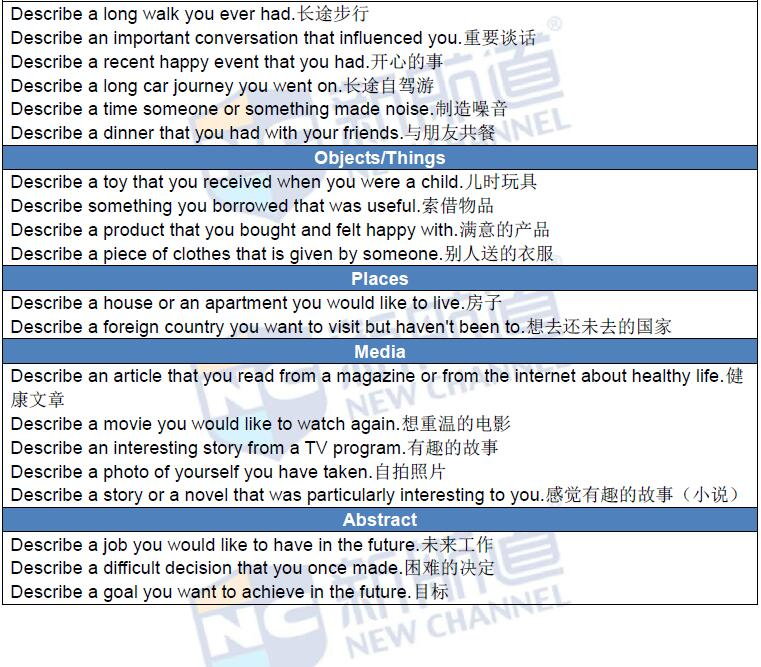 Describe a long walk you ever had.长途步行
Describe an important conversation that influenced you.重要谈话
Describe a recent happy event that you had.开心的事
Describe a long car journey you went on.长途自驾游
Describe a time someone or something made noise.制造噪音
Describe a dinner that you had with your friends.与朋友共餐
Objects/Things
Describe a toy that you received when you were a child.儿时玩具
Describe something you borrowed that was useful.索借物品
Describe a product that you bought and felt happy with.满意的产品
Describe a piece of clothes that is given by someone.别人送的衣服
Places
Describe a house or an apartment you would like to live.房子
Describe a foreign country you want to visit but haven't been to.想去还未去的国家
Media
Describe an article that you read from a magazine or from the internet about healthy life.健
康文章
Describe a movie you would like to watch again.想重温的电影
Describe an interesting story from a TV program.有趣的故事
Describe a photo of yourself you have taken.自拍照片
Describe a story or a novel that was particularly interesting to you.感觉有趣的故事（小说）
Abstract
Describe a job you would like to have in the future.未来工作
Describe a difficult decision that you once made.困难的决定
Describe a goal you want to achieve in the future.目标
新航道
NEW CHANNEL
新航道
NEW CHANNEL
新航道
NEW CHANNEL